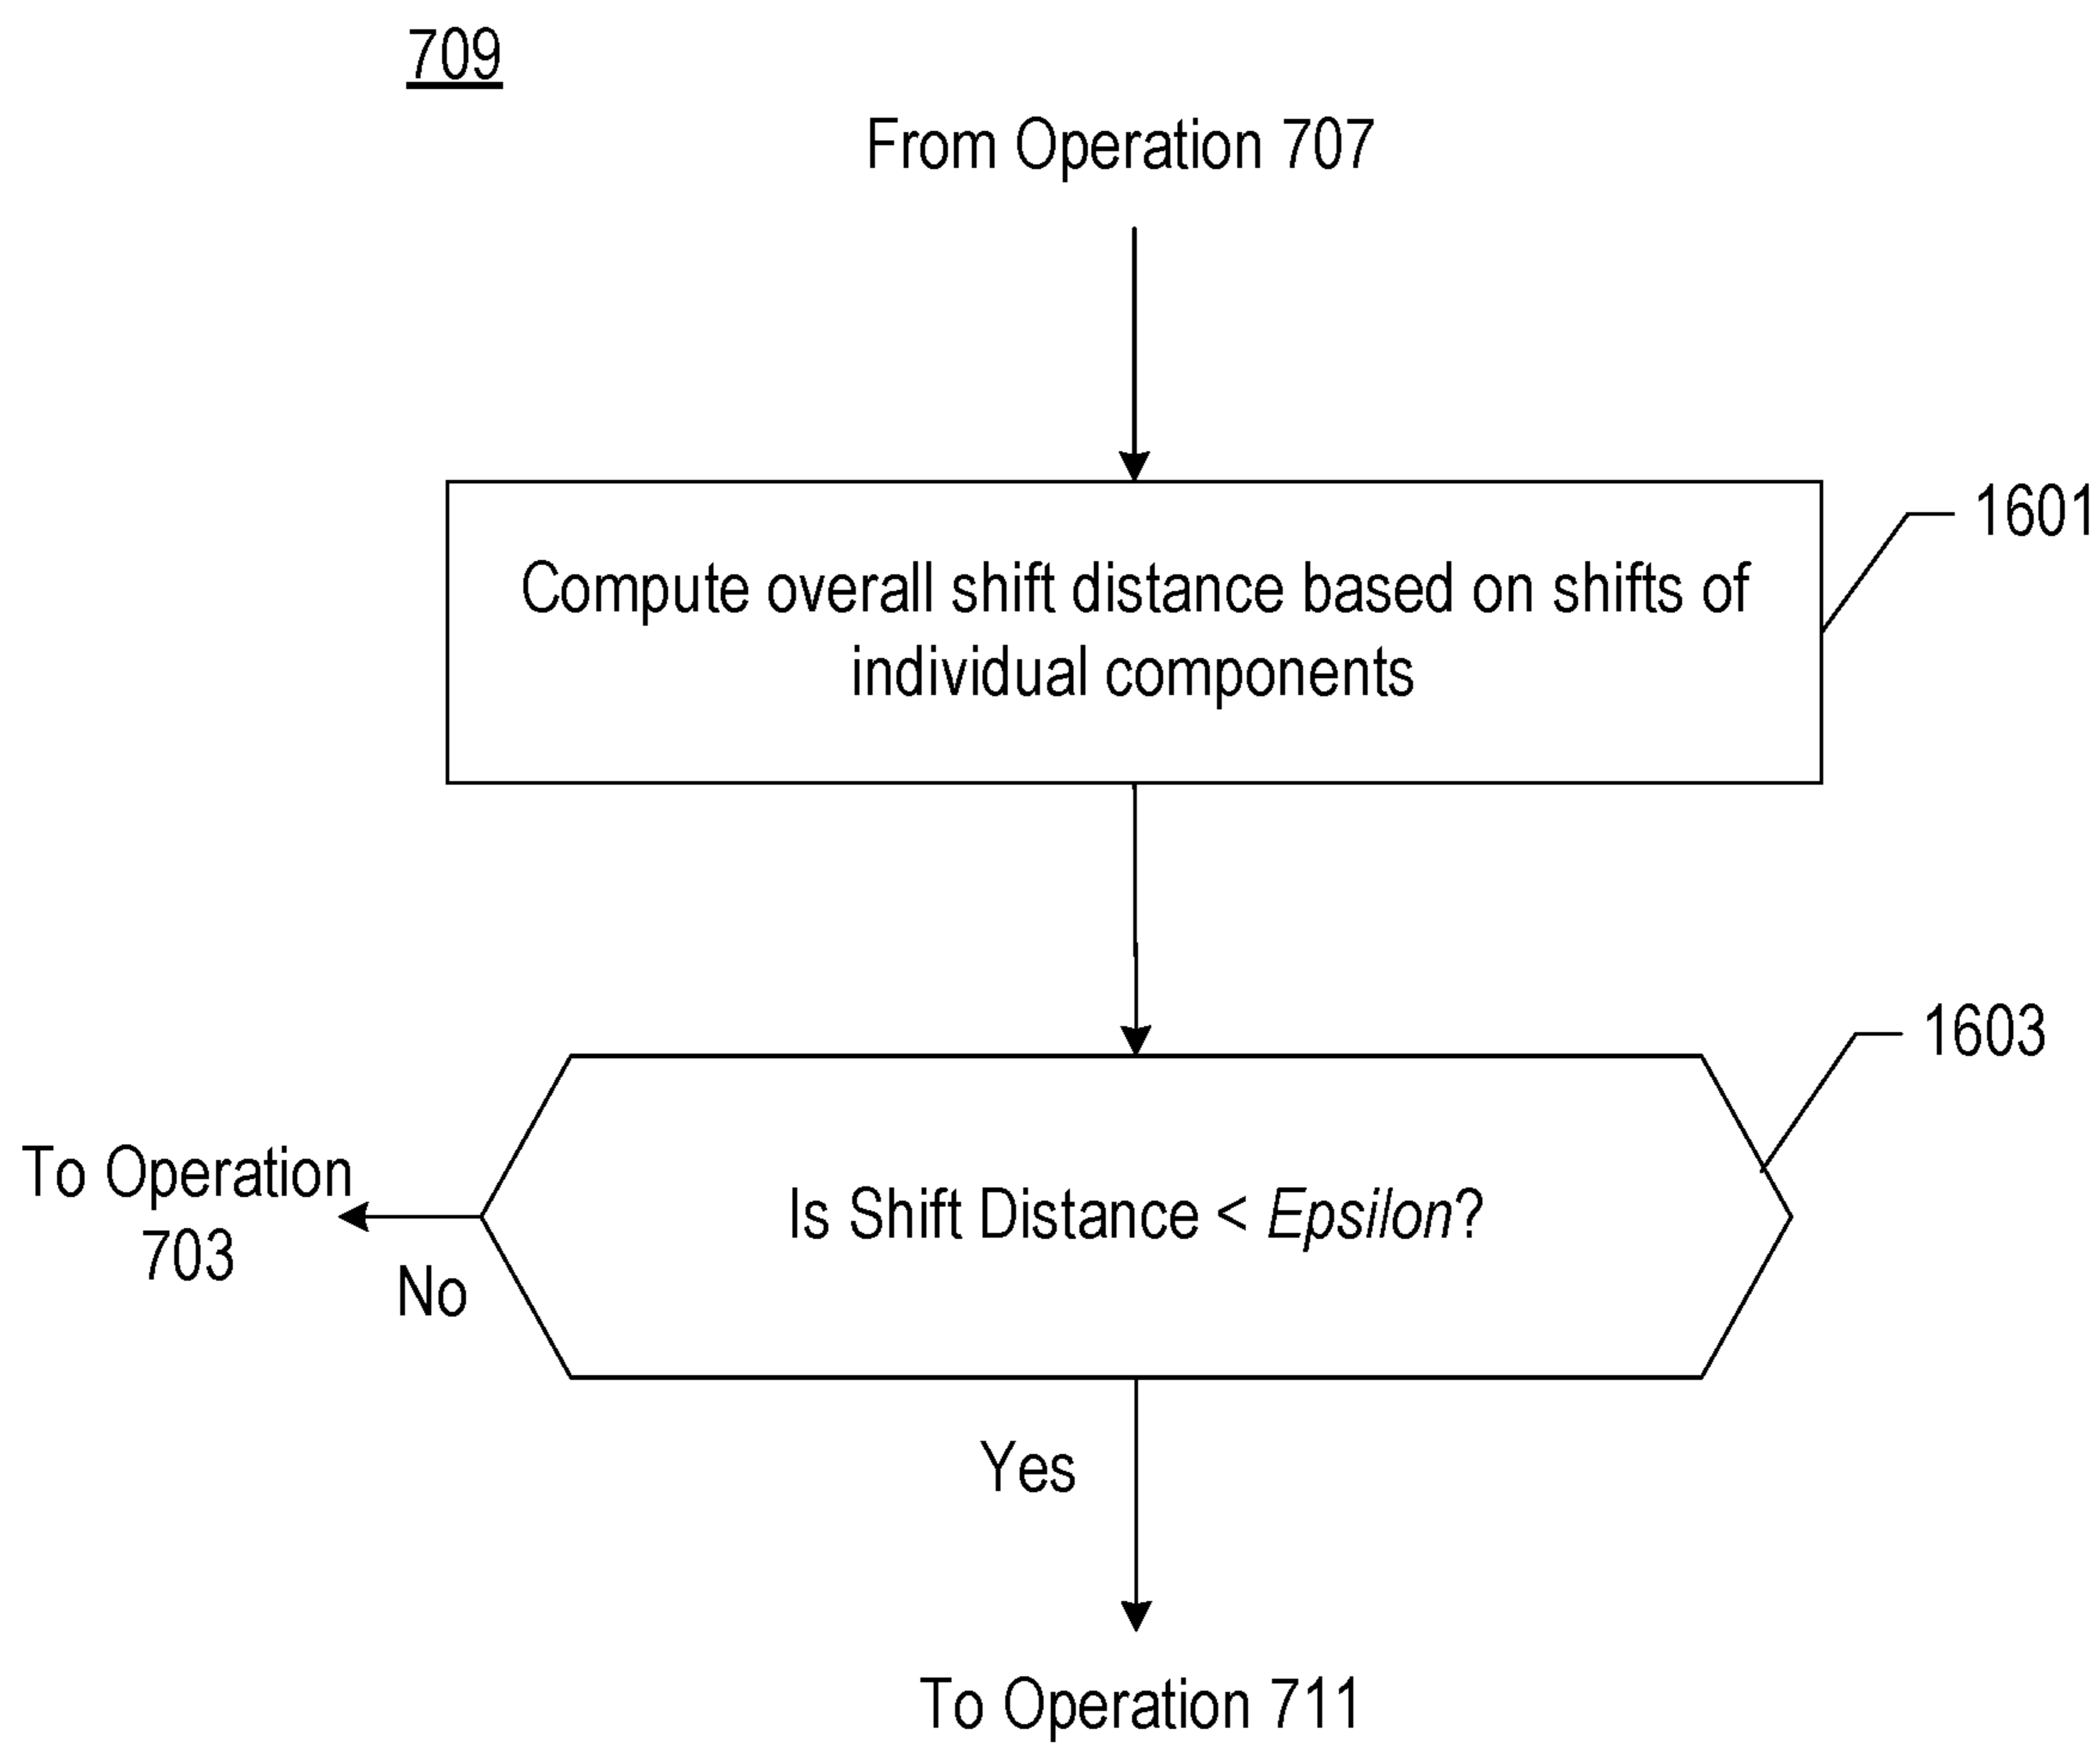 709
From Operation 707
1601
Compute overall shift distance based on shifts of
individual components
1603
To Operation
703
No
Is Shift Distance < Epsilon?
Yes
To Operation 711